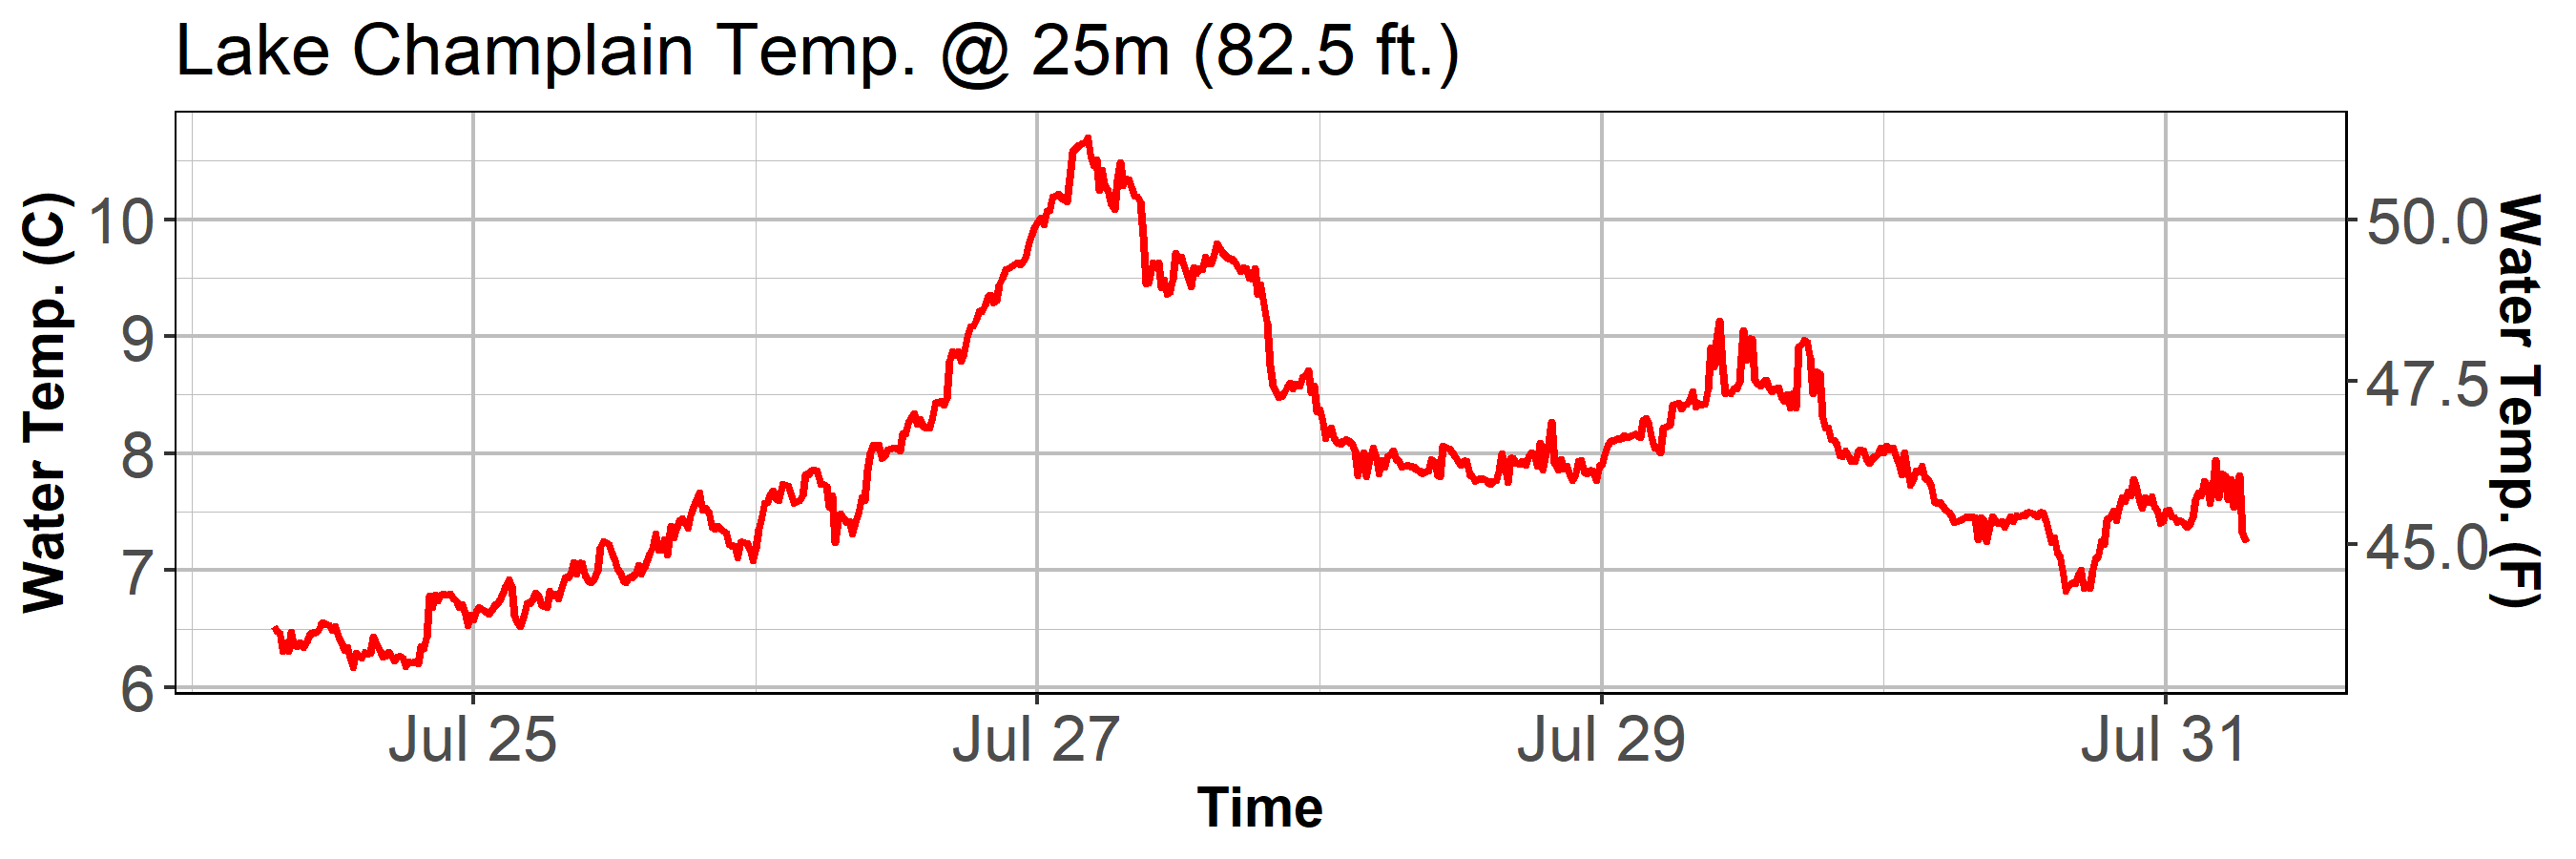 Lake Champlain Temp. @ 25m (82.5 ft.)
Water Temp. (C)
10
9
8
7
6
50.0
47.5
45.0
Water Temp. (F)
Jul 25 Jul 27 Jul 29 Jul 31
Time